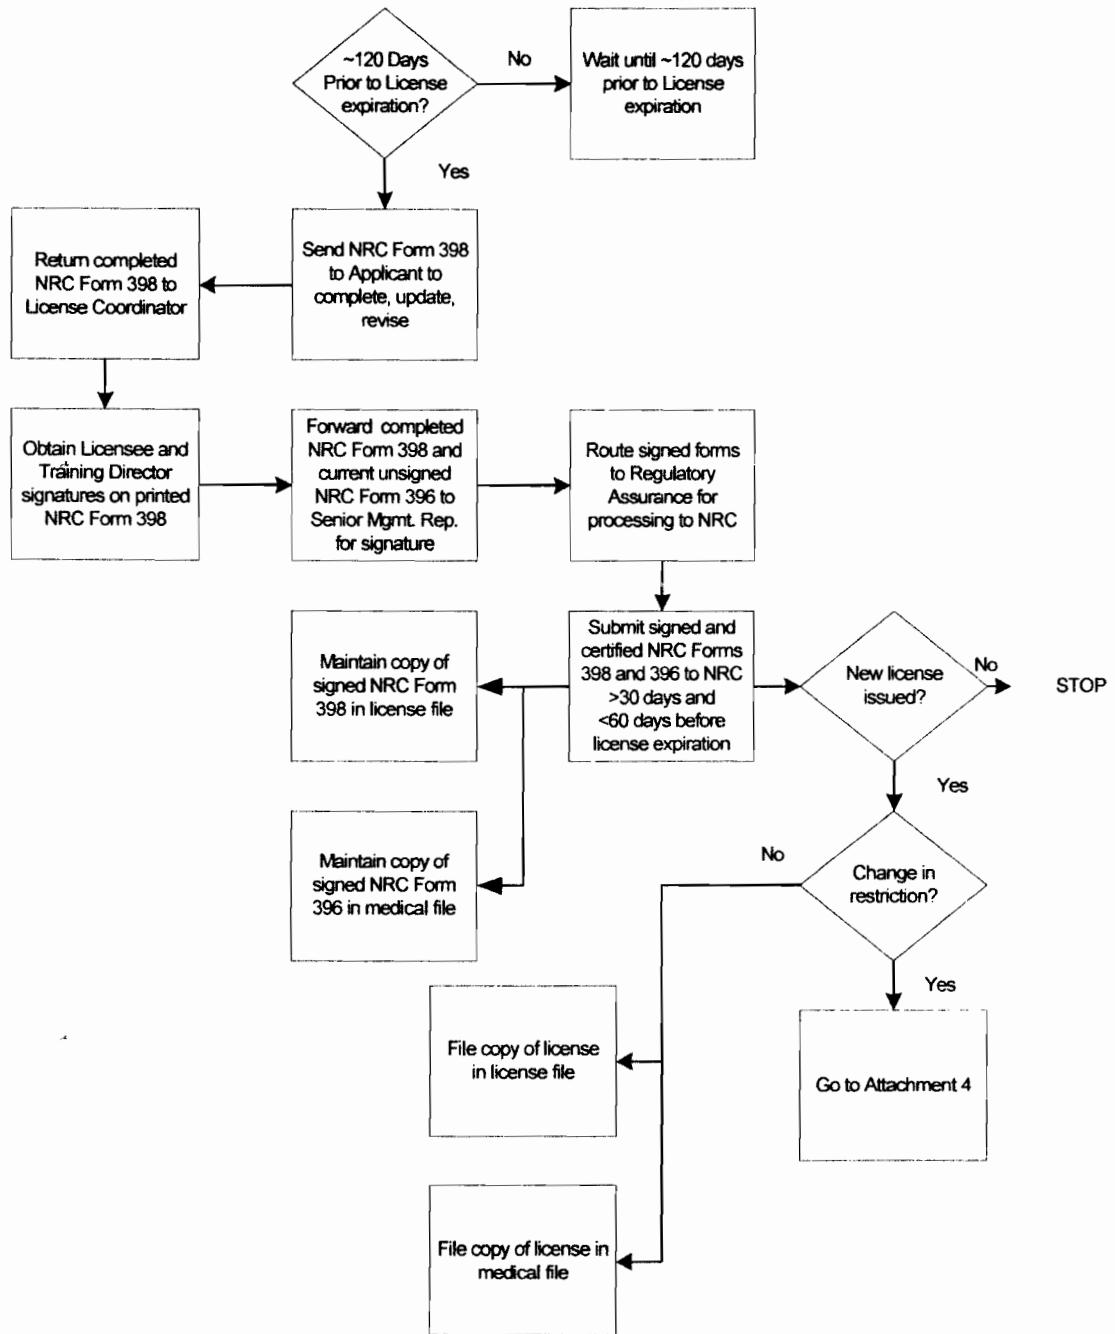 ~120 Days
Prior to License
expiration?
No
Wait until ~120 days
prior to License
expiration
Yes
Return completed
NRC Form 398 to
License Coordinator
Send NRC Form 398
to Applicant to
complete, update,
revise
Obtain Licensee and
Training Director
signatures on printed
NRC Form 398
Forward completed
NRC Form 398 and
current unsigned
NRC Form 396 to
Senior Mgmt. Rep.
for signature
Route signed forms
to Regulatory
Assurance for
processing to NRC
Maintain copy of
signed NRC Form
398 in license file
Submit signed and
certified NRC Forms
398 and 396 to NRC
>30 days and
<60 days before
license expiration
New license
issued?
No
STOP
Yes
Maintain copy of
signed NRC Form
396 in medical file
No
Change in
restriction?
Yes
File copy of license
in license file
Go to Attachment 4
File copy of license in
medical file